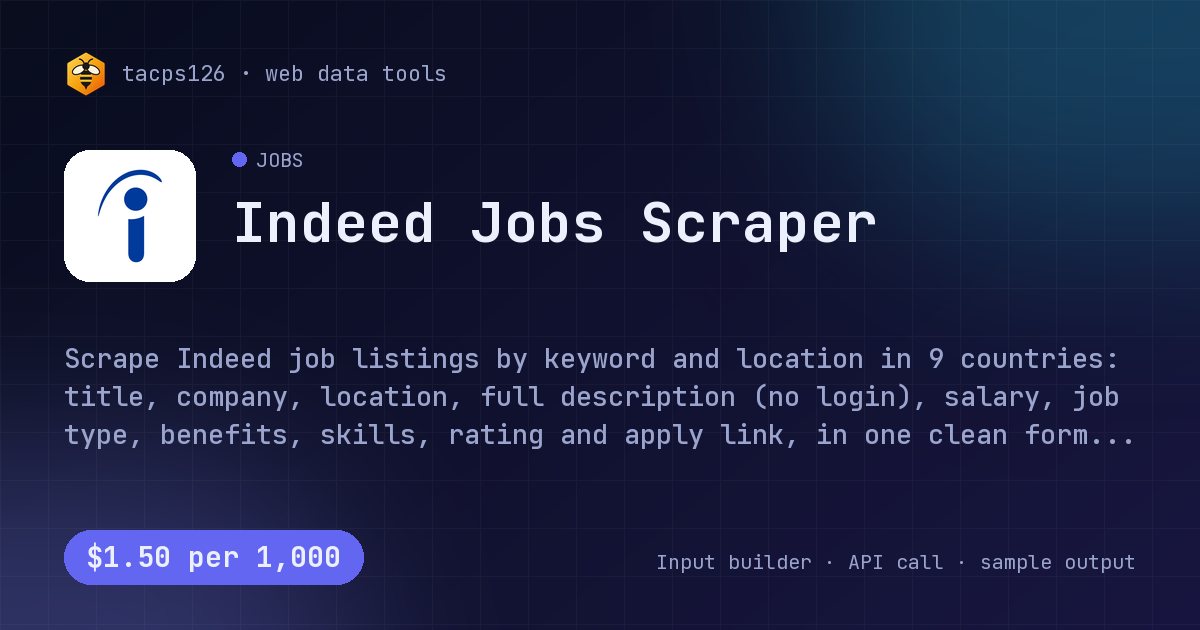 tacps126 · web data tools
JOBS
Indeed Jobs Scraper
Scrape Indeed job listings by keyword and location in 9 countries:
title, company, location, full description (no login), salary, job
type, benefits, skills, rating and apply link, in one clean form...
$1.50 per 1,000
Input builder · API call · sample output